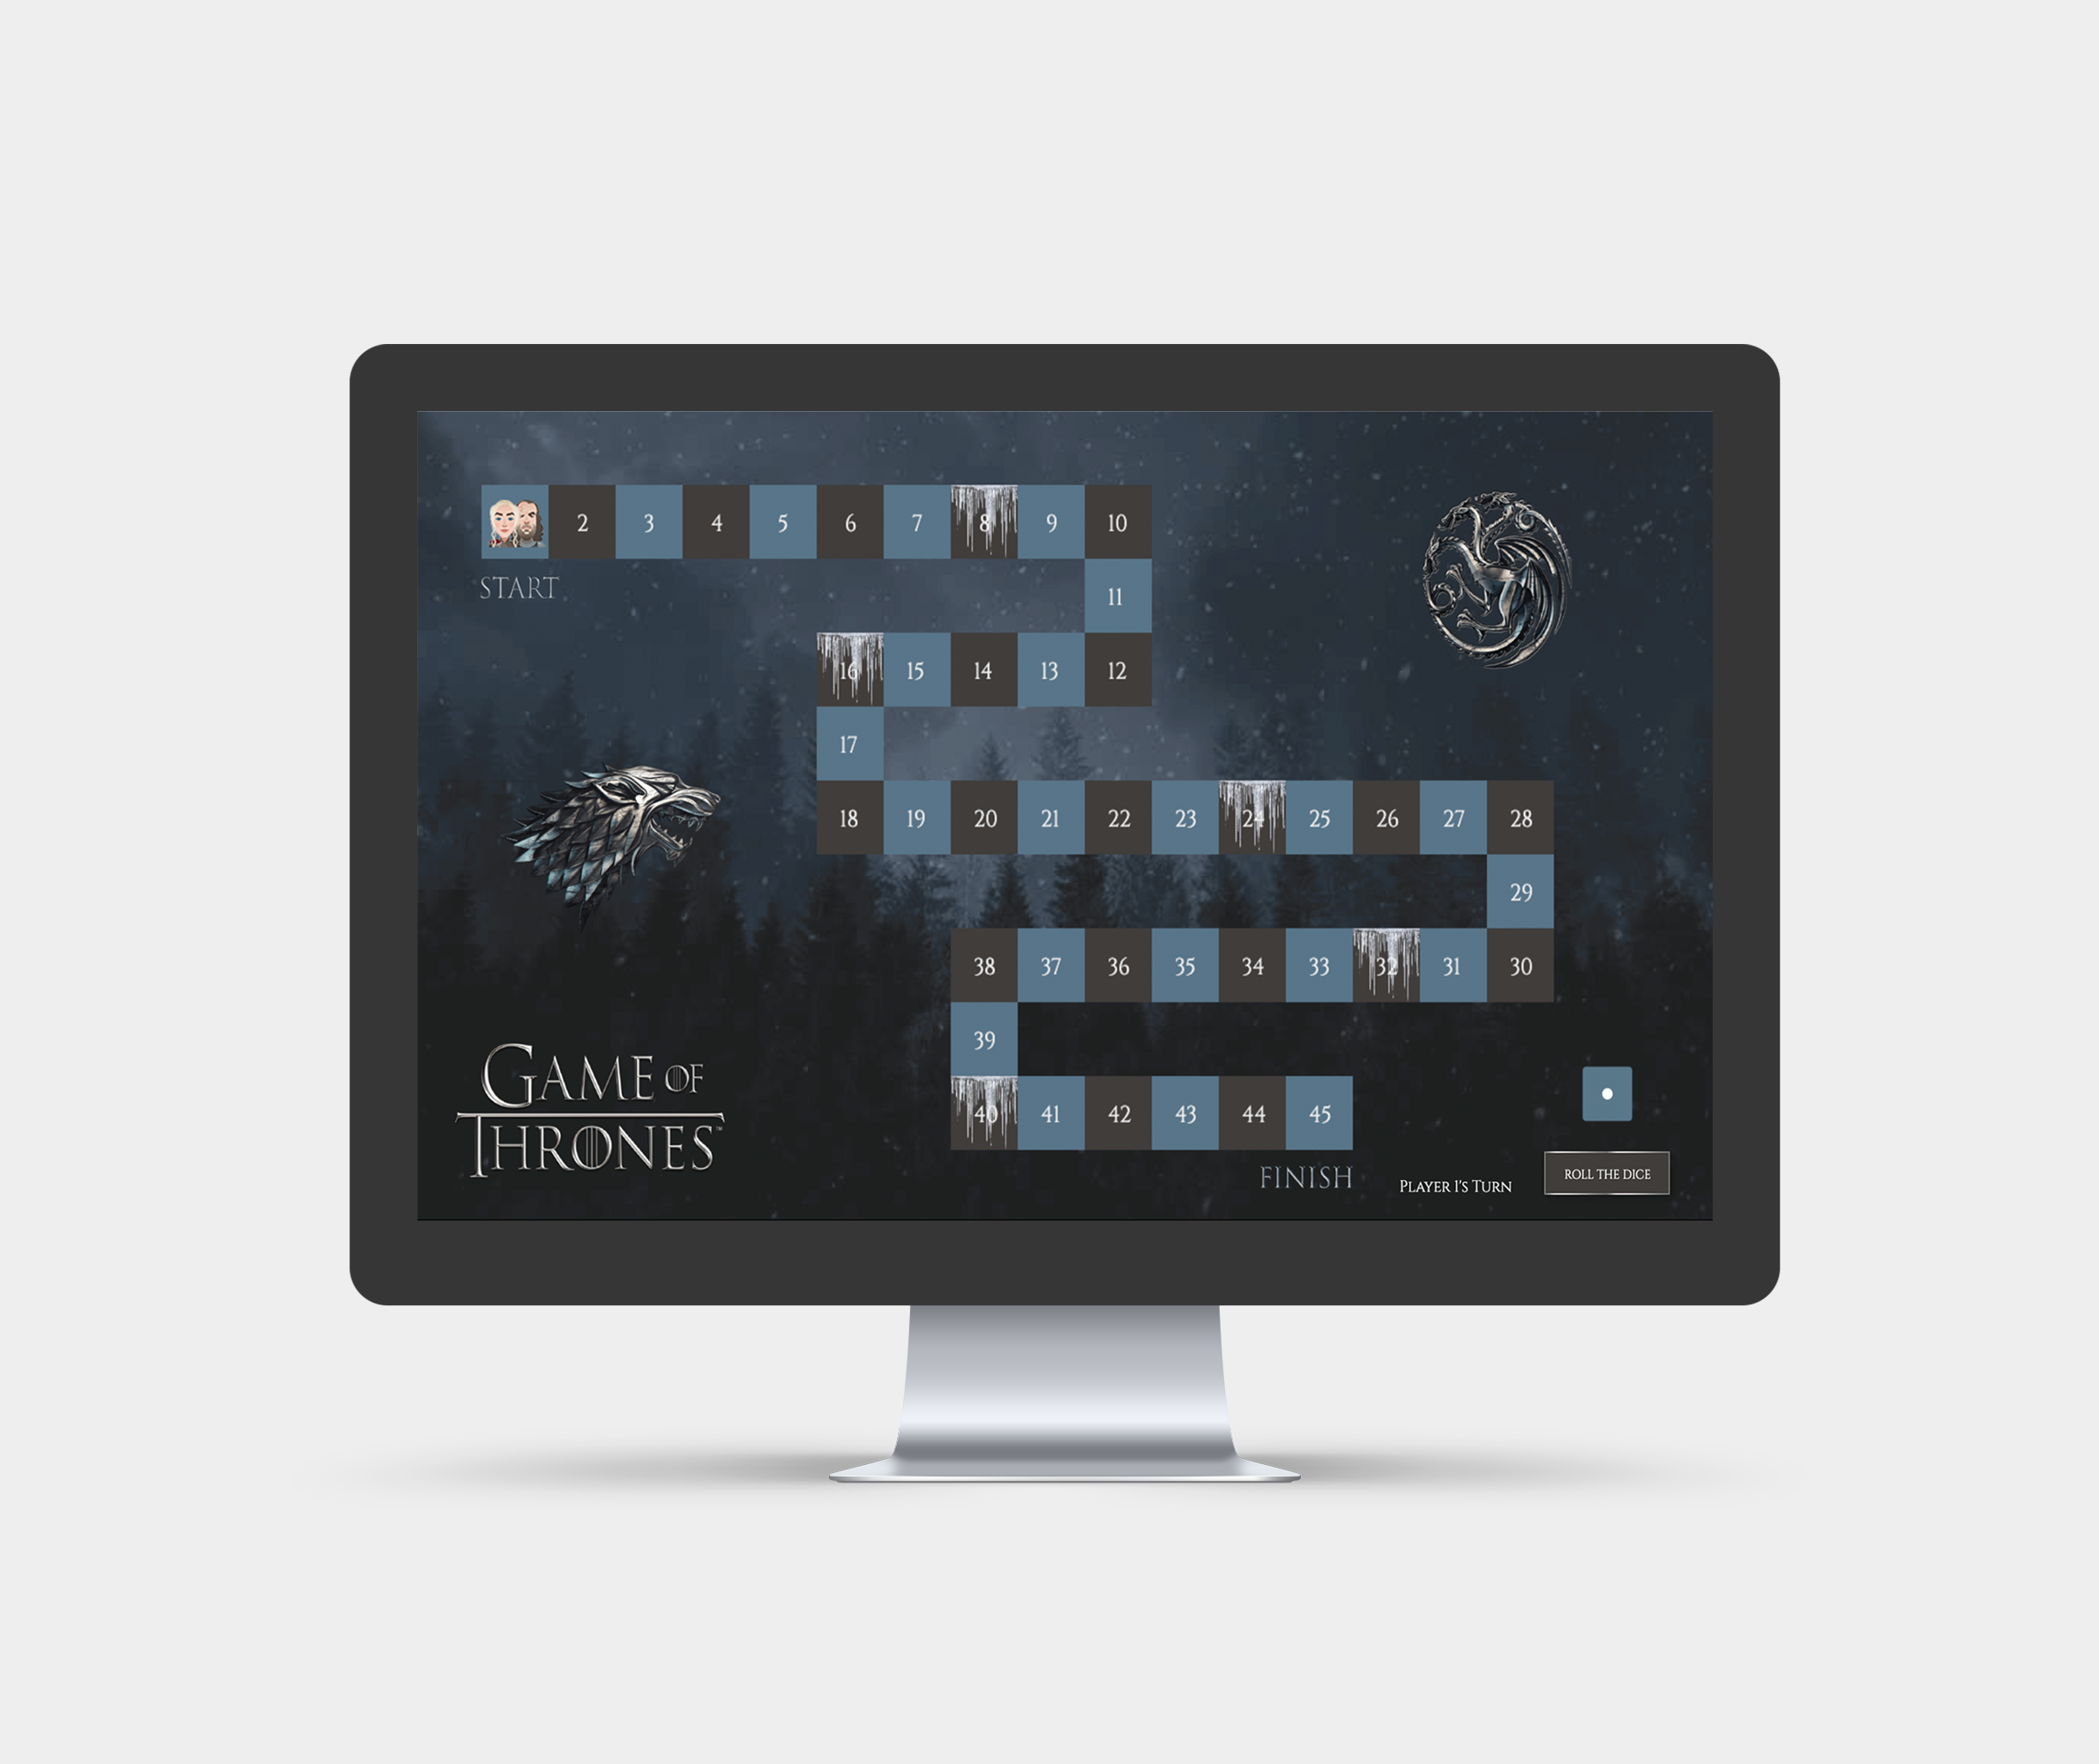 2 3 4 5 6 7 8 9 10
START
11
16 15 14 13 12
17
18 19 20 21 22 23 24 25 26 27 28
29
38 37 36 35 34 33 32 31 30
39
40 41 42 43 44 45
FINISH
GAME OF
THRONES™
PLAYER 1'S TURN
ROLL THE DICE